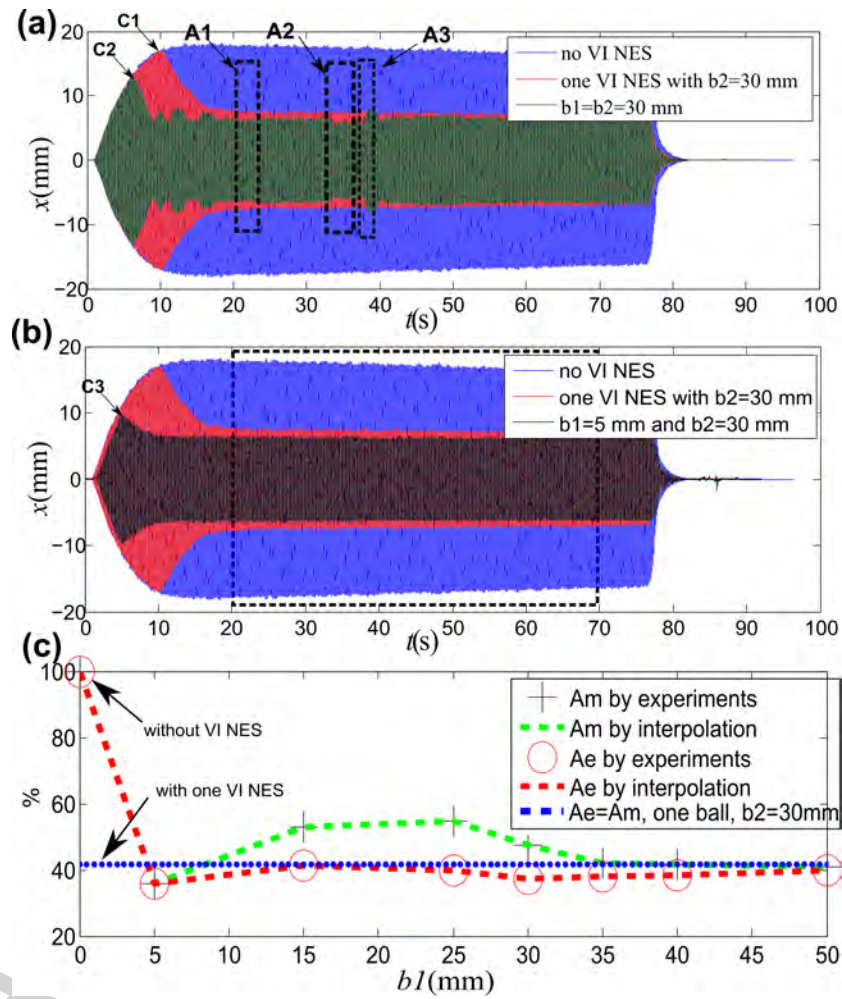 (a)
C1
C2
A1
A2
A3
no VI NES
one VI NES with b2=30 mm
b1=b2=30 mm
20
10
0
−10
−20
x(mm)
0 10 20 30 40 50 60 70 80 90 100
t(s)
(b)
C3
no VI NES
one VI NES with b2=30 mm
b1=5 mm and b2=30 mm
20
10
0
−10
−20
x(mm)
0 10 20 30 40 50 60 70 80 90 100
t(s)
(c)
100
80
60
40
20
%
without VI NES
with one VI NES
Am by experiments
Am by interpolation
Ae by experiments
Ae by interpolation
Ae=Am, one ball, b2=30mm
0 5 10 15 20 25 30 35 40 45 50
b1(mm)